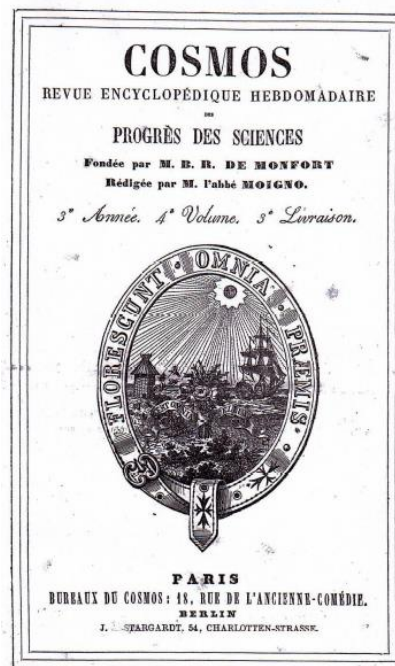 COSMOS
REVUE ENCYCLOPÉDIQUE HEBDOMADAIRE
DES
PROGRÈS DES SCIENCES
Fondée par M. B. R. DE MONFORT
Rédigée par M. l'abbé MOIGNO.
3e Année. 4e Volume. 3e Livraison.
FLORESCUNT · OMNIA · PRÆMIS
PARIS
BUREAUX DU COSMOS : 18, RUE DE L'ANCIENNE-COMÉDIE.
BERLIN
J. STARGARDT, 54, CHARLOTTEN-STRASSE.